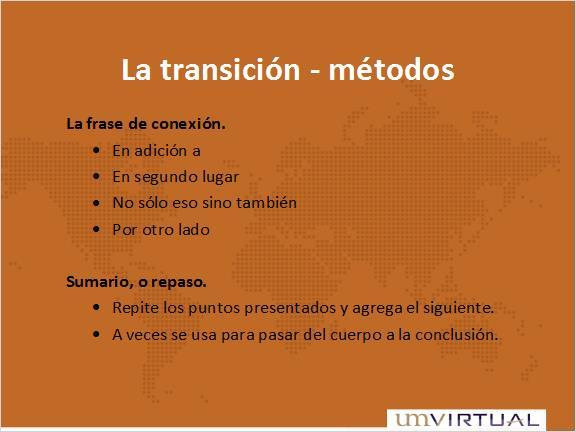 La transición - métodos
La frase de conexión.
• En adición a
• En segundo lugar
• No sólo eso sino también
• Por otro lado
Sumario, o repaso.
• Repite los puntos presentados y agrega el siguiente.
• A veces se usa para pasar del cuerpo a la conclusión.
umVIRTUAL